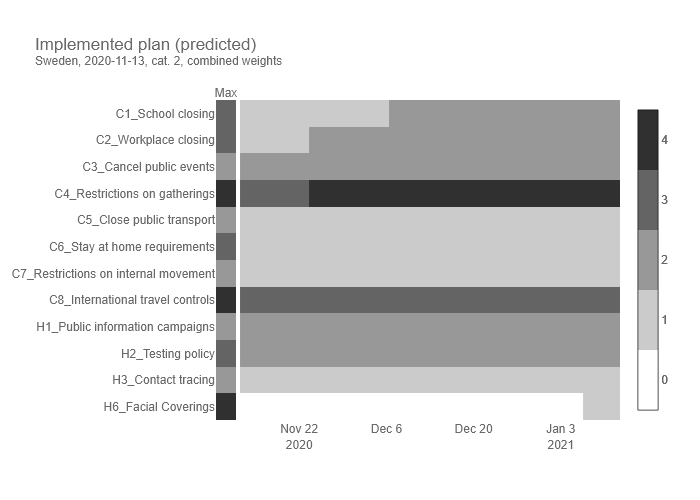 Implemented plan (predicted)
Sweden, 2020-11-13, cat. 2, combined weights
Max
C1_School closing
C2_Workplace closing
C3_Cancel public events
C4_Restrictions on gatherings
C5_Close public transport
C6_Stay at home requirements
C7_Restrictions on internal movement
C8_International travel controls
H1_Public information campaigns
H2_Testing policy
H3_Contact tracing
H6_Facial Coverings
4
3
2
1
0
Nov 22 Dec 6 Dec 20 Jan 3
2020 2021